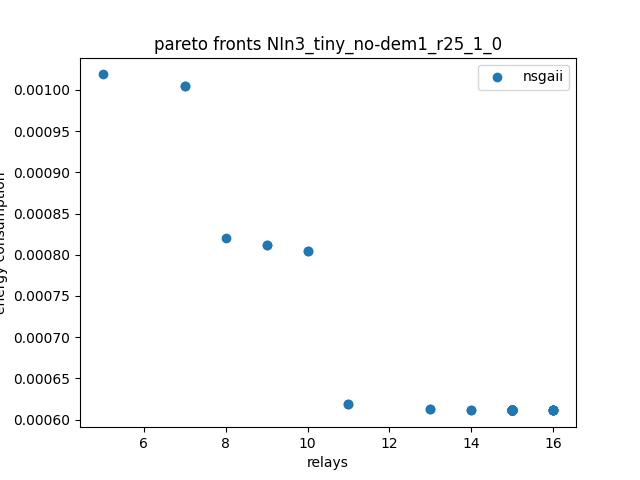 pareto fronts NIn3_tiny_no-dem1_r25_1_0
nsgaii
0.00100
0.00095
0.00090
0.00085
0.00080
0.00075
0.00070
0.00065
0.00060
energy consumption
6 8 10 12 14 16
relays